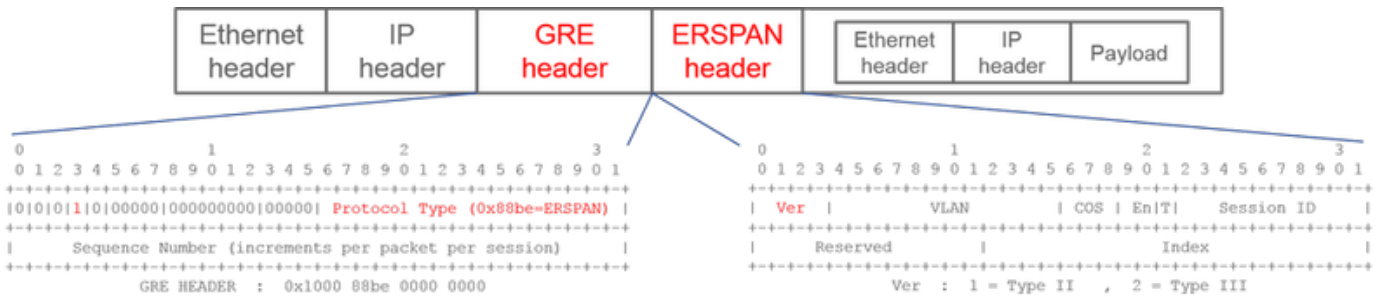 Ethernet header
IP header
GRE header
ERSPAN header
Ethernet header
IP header
Payload
0 1 2 3
0 1 2 3 4 5 6 7 8 9 0 1 2 3 4 5 6 7 8 9 0 1 2 3 4 5 6 7 8 9 0 1
+-+-+-+-+-+-+-+-+-+-+-+-+-+-+-+-+-+-+-+-+-+-+-+-+-+-+-+-+-+-+-+-+
|0|0|0|1|0|00000|000000000|00000| Protocol Type (0x88be=ERSPAN) |
+-+-+-+-+-+-+-+-+-+-+-+-+-+-+-+-+-+-+-+-+-+-+-+-+-+-+-+-+-+-+-+-+
| Sequence Number (increments per packet per session) |
+-+-+-+-+-+-+-+-+-+-+-+-+-+-+-+-+-+-+-+-+-+-+-+-+-+-+-+-+-+-+-+-+
GRE HEADER : 0x1000 88be 0000 0000
0 1 2 3
0 1 2 3 4 5 6 7 8 9 0 1 2 3 4 5 6 7 8 9 0 1 2 3 4 5 6 7 8 9 0 1
+-+-+-+-+-+-+-+-+-+-+-+-+-+-+-+-+-+-+-+-+-+-+-+-+-+-+-+-+-+-+-+-+
| Ver | VLAN | COS | En|T| Session ID |
+-+-+-+-+-+-+-+-+-+-+-+-+-+-+-+-+-+-+-+-+-+-+-+-+-+-+-+-+-+-+-+-+
| Reserved | Index |
+-+-+-+-+-+-+-+-+-+-+-+-+-+-+-+-+-+-+-+-+-+-+-+-+-+-+-+-+-+-+-+-+
Ver : 1 = Type II , 2 = Type III